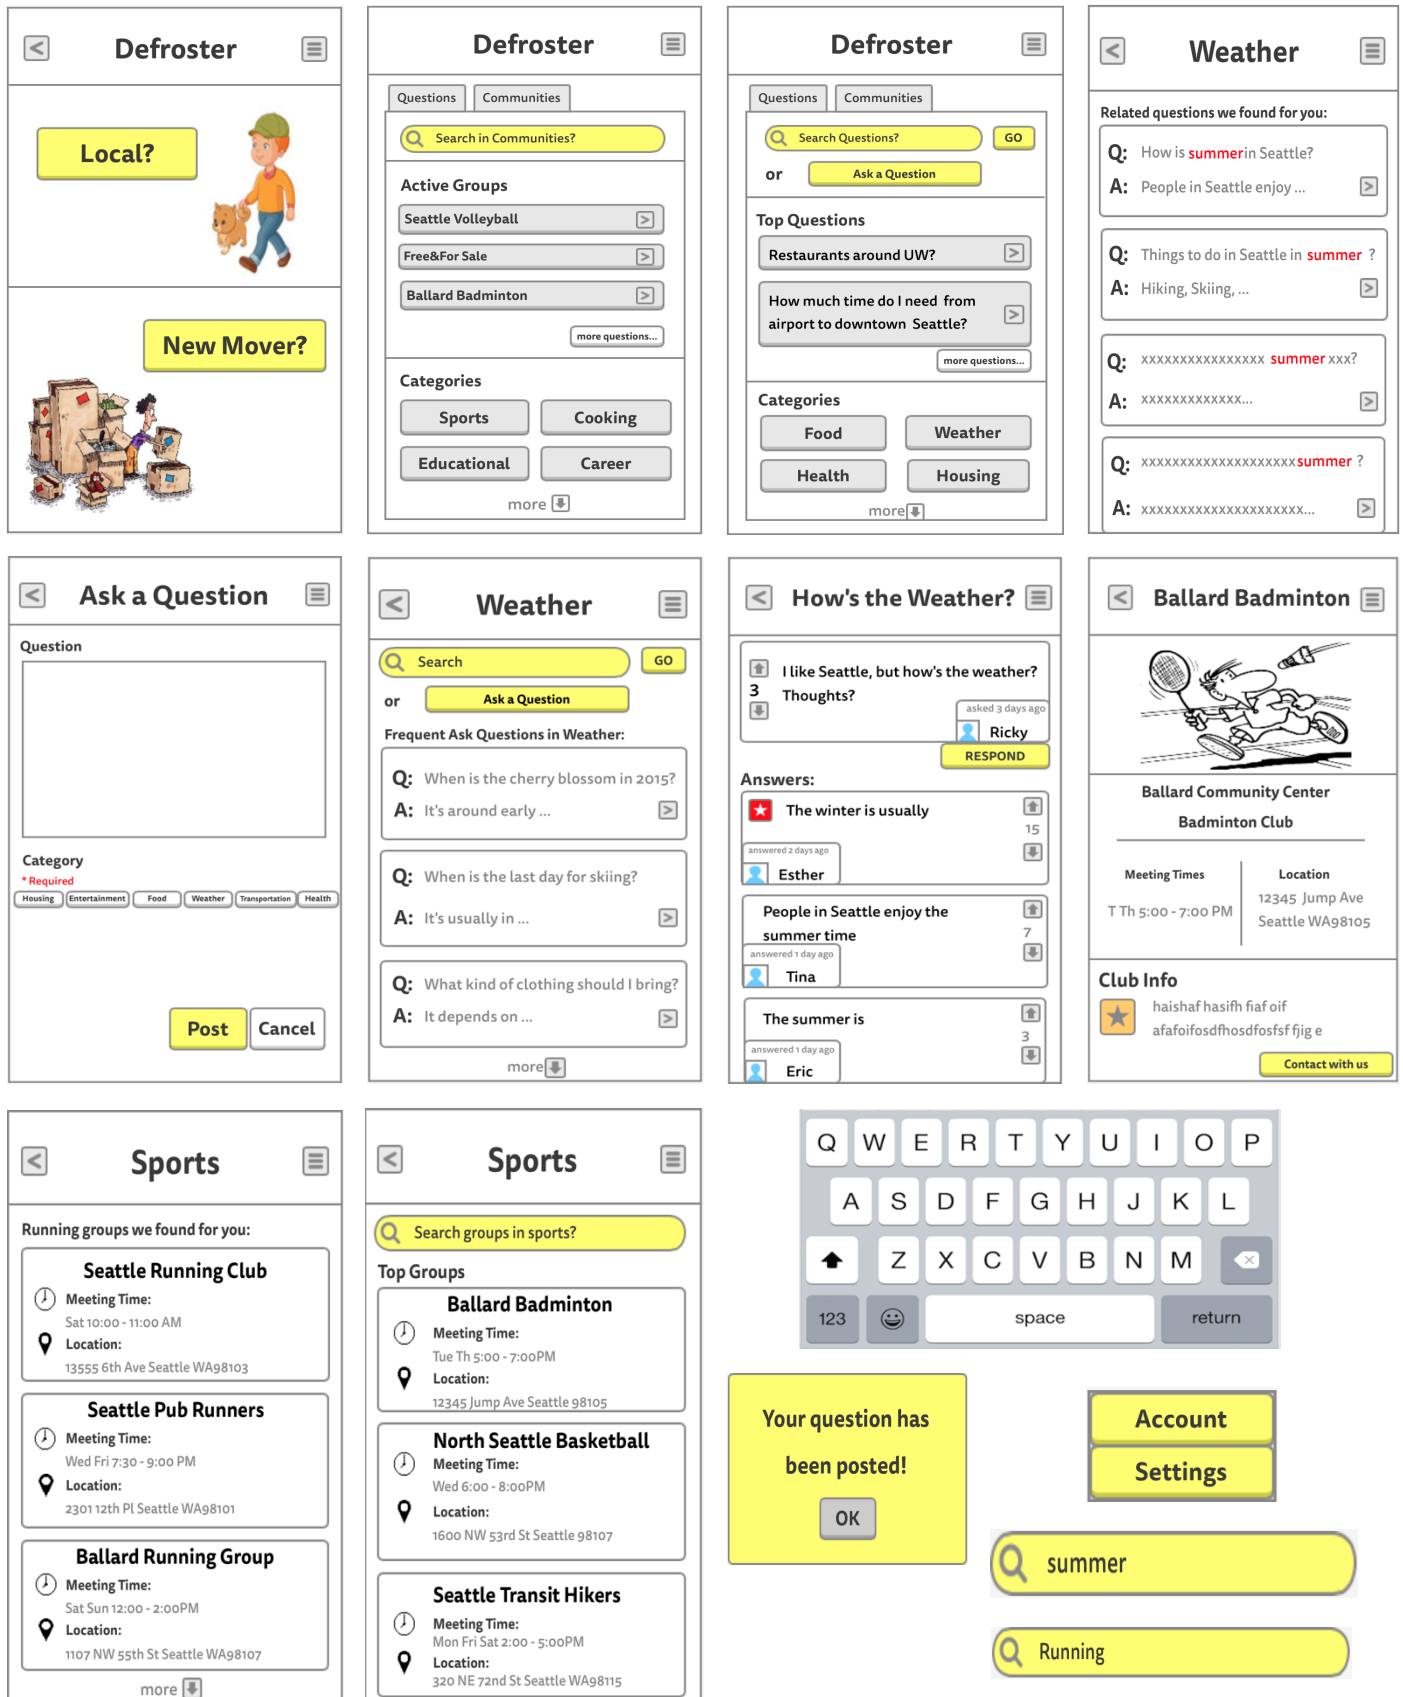 Defroster
Local?
New Mover?
Defroster
Questions
Communities
Search in Communities?
Active Groups
Seattle Volleyball
Free&For Sale
Ballard Badminton
more questions...
Categories
Sports
Cooking
Educational
Career
more
Defroster
Questions
Communities
Search Questions?
GO
or
Ask a Question
Top Questions
Restaurants around UW?
How much time do I need from
airport to downtown Seattle?
more questions...
Categories
Food
Weather
Health
Housing
more
Weather
Related questions we found for you:
Q: How is summer in Seattle?
A: People in Seattle enjoy ...
Q: Things to do in Seattle in summer ?
A: Hiking, Skiing, ...
Q: xxxxxxxxxxxxxxxx summer xxx?
A: xxxxxxxxxxxxx...
Q: xxxxxxxxxxxxxxxxxxxx summer ?
A: xxxxxxxxxxxxxxxxxxxxx...
Ask a Question
Question
Category
* Required
Housing
Entertainment
Food
Weather
Transportation
Health
Post
Cancel
Weather
Search
GO
or
Ask a Question
Frequent Ask Questions in Weather:
Q: When is the cherry blossom in 2015?
A: It's around early ...
Q: When is the last day for skiing?
A: It's usually in ...
Q: What kind of clothing should I bring?
A: It depends on ...
more
How's the Weather?
3
I like Seattle, but how's the weather?
Thoughts?
asked 3 days ago
Ricky
RESPOND
Answers:
The winter is usually
15
answered 2 days ago
Esther
People in Seattle enjoy the
summer time
7
answered 1 day ago
Tina
The summer is
3
answered 1 day ago
Eric
Ballard Badminton
Ballard Community Center
Badminton Club
Meeting Times
T Th 5:00 - 7:00 PM
Location
12345 Jump Ave
Seattle WA98105
Club Info
haishaf hasifh fiaf oif
afafoifosdfhosdfosfsf fjig e
Contact with us
Sports
Running groups we found for you:
Seattle Running Club
Meeting Time:
Sat 10:00 - 11:00 AM
Location:
13555 6th Ave Seattle WA98103
Seattle Pub Runners
Meeting Time:
Wed Fri 7:30 - 9:00 PM
Location:
2301 12th Pl Seattle WA98101
Ballard Running Group
Meeting Time:
Sat Sun 12:00 - 2:00PM
Location:
1107 NW 55th St Seattle WA98107
more
Sports
Search groups in sports?
Top Groups
Ballard Badminton
Meeting Time:
Tue Th 5:00 - 7:00PM
Location:
12345 Jump Ave Seattle 98105
North Seattle Basketball
Meeting Time:
Wed 6:00 - 8:00PM
Location:
1600 NW 53rd St Seattle 98107
Seattle Transit Hikers
Meeting Time:
Mon Fri Sat 2:00 - 5:00PM
Location:
320 NE 72nd St Seattle WA98115
Q W E R T Y U I O P
A S D F G H J K L
Z X C V B N M
123 space return
Your question has
been posted!
OK
Account
Settings
summer
Running